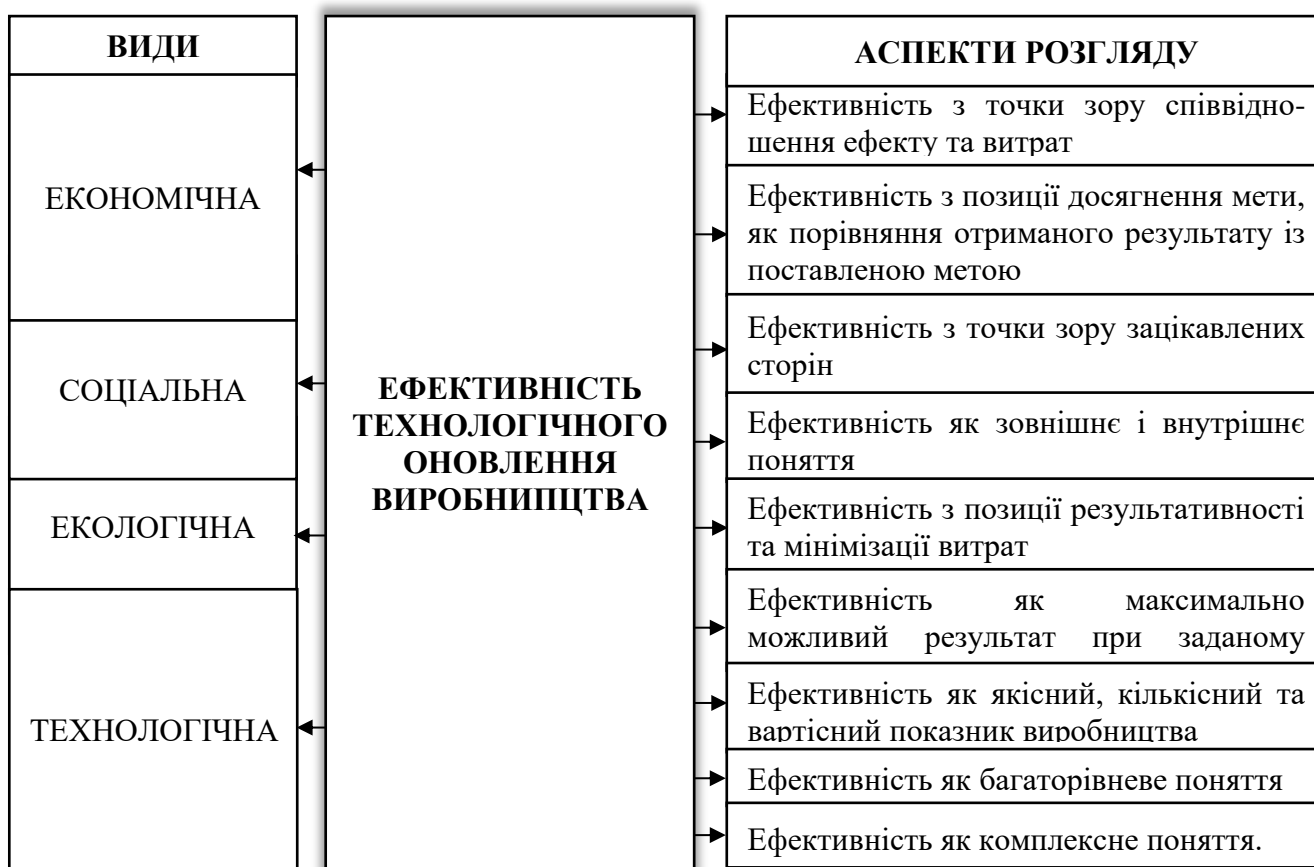 ВИДИ
ЕКОНОМІЧНА
СОЦІАЛЬНА
ЕКОЛОГІЧНА
ТЕХНОЛОГІЧНА
ЕФЕКТИВНІСТЬ
ТЕХНОЛОГІЧНОГО
ОНОВЛЕННЯ
ВИРОБНИПЦТВА
АСПЕКТИ РОЗГЛЯДУ
Ефективність з точки зору співвідно-
шення ефекту та витрат
Ефективність з позиції досягнення мети,
як порівняння отриманого результату із
поставленою метою
Ефективність з точки зору зацікавлених
сторін
Ефективність як зовнішнє і внутрішнє
поняття
Ефективність з позиції результативності
та мінімізації витрат
Ефективність як максимально
можливий результат при заданому
Ефективність як якісний, кількісний та
вартісний показник виробництва
Ефективність як багаторівневе поняття
Ефективність як комплексне поняття.